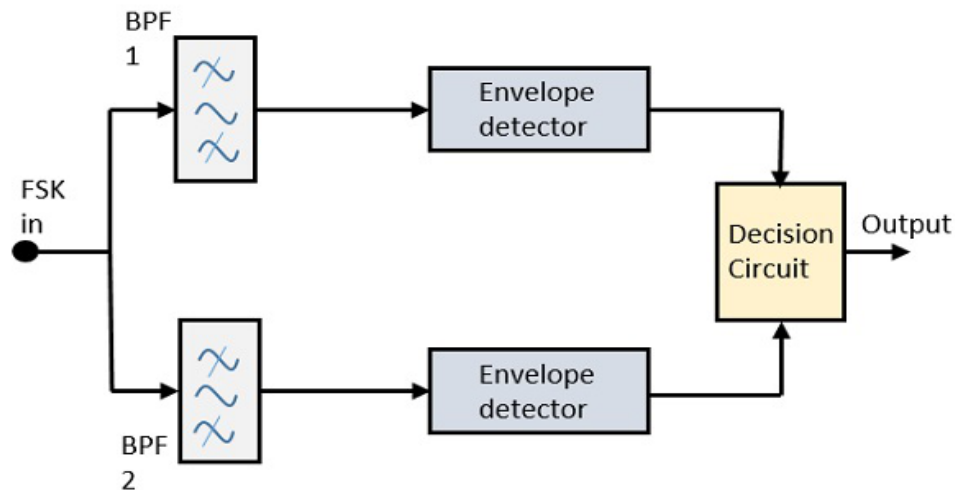 BPF
1
Envelope
detector
FSK
in
Decision
Circuit
Output
Envelope
detector
BPF
2